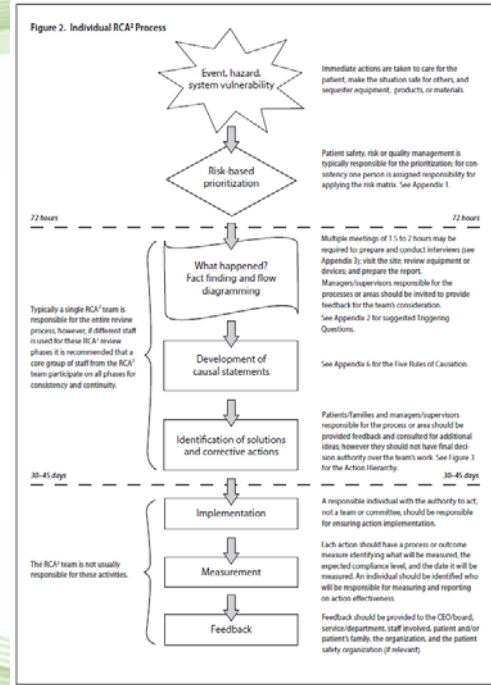 Figure 2. Individual RCA² Process
Event, hazard,
system vulnerability
Immediate actions are taken to care for the
patient, make the situation safe for others, and
sequester equipment, products, or materials.
Risk-based
prioritization
Patient safety, risk or quality management is
typically responsible for the prioritization; for con-
sistency one person is assigned responsibility for
applying the risk matrix. See Appendix 1.
72 hours
72 hours
What happened?
Fact finding and flow
diagramming
Multiple meetings of 1.5 to 2 hours may be
required to: prepare and conduct interviews (see
Appendix 3); visit the site; review equipment or
devices; and prepare the report.
Managers/supervisors responsible for the
processes or areas should be invited to provide
feedback for the team's consideration.
See Appendix 2 for suggested Triggering
Questions.
Typically a single RCA² team is
responsible for the entire review
process, however, if different staff
is used for these RCA² review
phases it is recommended that a
core group of staff from the RCA²
team participate on all phases for
consistency and continuity.
Development of
causal statements
See Appendix 6 for the Five Rules of Causation.
Identification of solutions
and corrective actions
Patients/families and managers/supervisors
responsible for the process or area should be
provided feedback and consulted for additional
ideas; however they should not have final deci-
sion authority over the team's work. See Figure 3
for the Action Hierarchy.
30–45 days
30–45 days
Implementation
A responsible individual with the authority to act,
not a team or committee, should be responsible
for ensuring action implementation.
The RCA² team is not usually
responsible for these activities.
Measurement
Each action should have a process or outcome
measure identifying what will be measured, the
expected compliance level, and the date it will be
measured. An individual should be identified who
will be responsible for measuring and reporting
on action effectiveness.
Feedback
Feedback should be provided to the CEO/board,
service/department, staff involved, patient and/or
patient's family, the organization, and the patient
safety organization (if relevant).